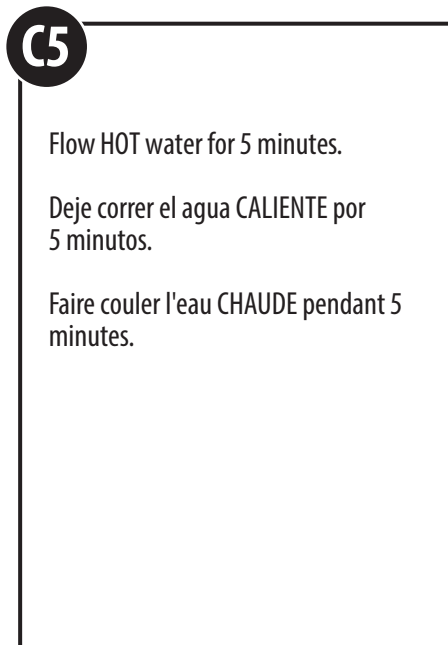 C5
Flow HOT water for 5 minutes.
Deje correr el agua CALIENTE por
5 minutos.
Faire couler l'eau CHAUDE pendant 5
minutes.